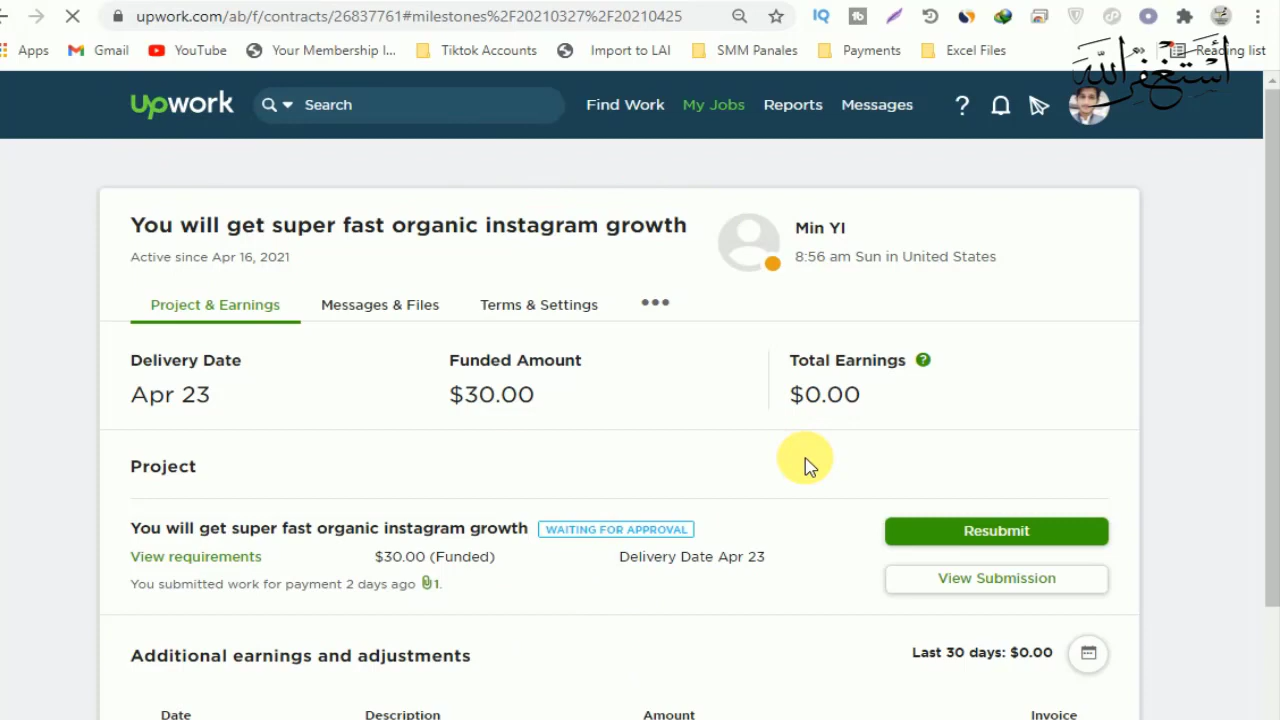 upwork.com/ab/f/contracts/26837761#milestones%2F20210327%2F20210425
Apps Gmail YouTube Your Membership I... Tiktok Accounts Import to LAI SMM Panales Payments Excel Files Reading list
أستغفر الله
upwork Search Find Work My Jobs Reports Messages
You will get super fast organic instagram growth
Active since Apr 16, 2021
Min YI
8:56 am Sun in United States
Project & Earnings Messages & Files Terms & Settings
Delivery Date Funded Amount Total Earnings
Apr 23 $30.00 $0.00
Project
You will get super fast organic instagram growth WAITING FOR APPROVAL Resubmit
View requirements $30.00 (Funded) Delivery Date Apr 23
View Submission
You submitted work for payment 2 days ago 1.
Additional earnings and adjustments Last 30 days: $0.00
Date Description Amount Invoice